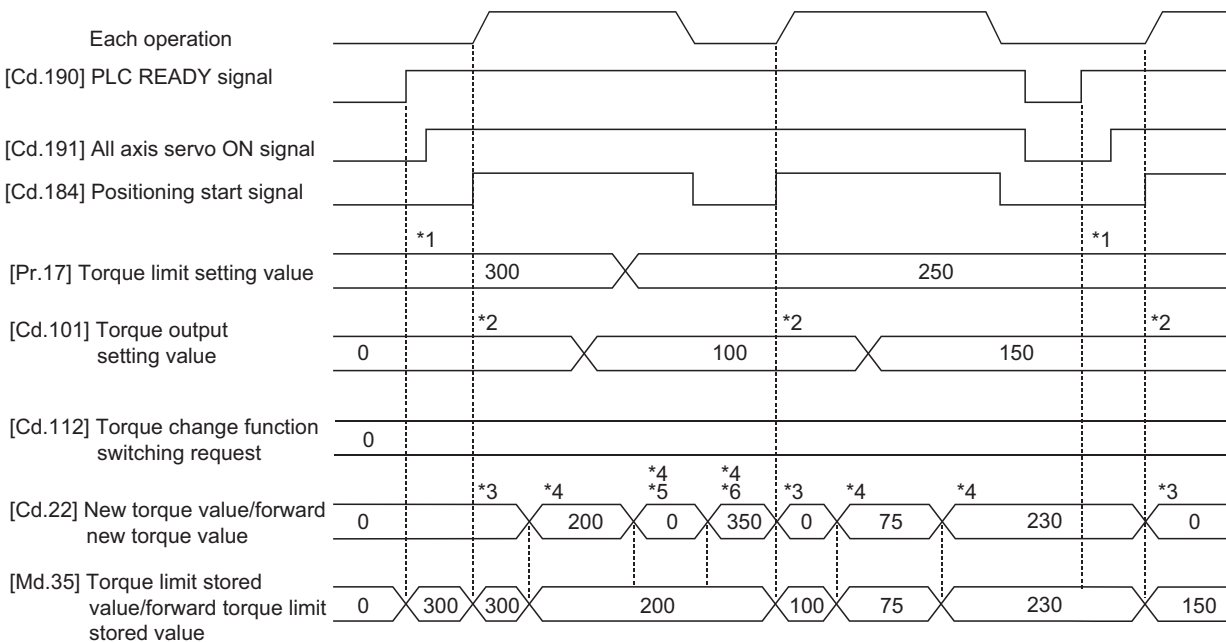 Each operation
[Cd.190] PLC READY signal
[Cd.191] All axis servo ON signal
[Cd.184] Positioning start signal
*1 *1
[Pr.17] Torque limit setting value 300 250
*2 *2 *2
[Cd.101] Torque output
setting value 0 100 150
[Cd.112] Torque change function
switching request 0
*4 *4
*3 *4 *5 *6 *3 *4 *4 *3
[Cd.22] New torque value/forward
new torque value 0 200 0 350 0 75 230 0
[Md.35] Torque limit stored
value/forward torque limit 0 300 300 200 100 75 230 150
stored value